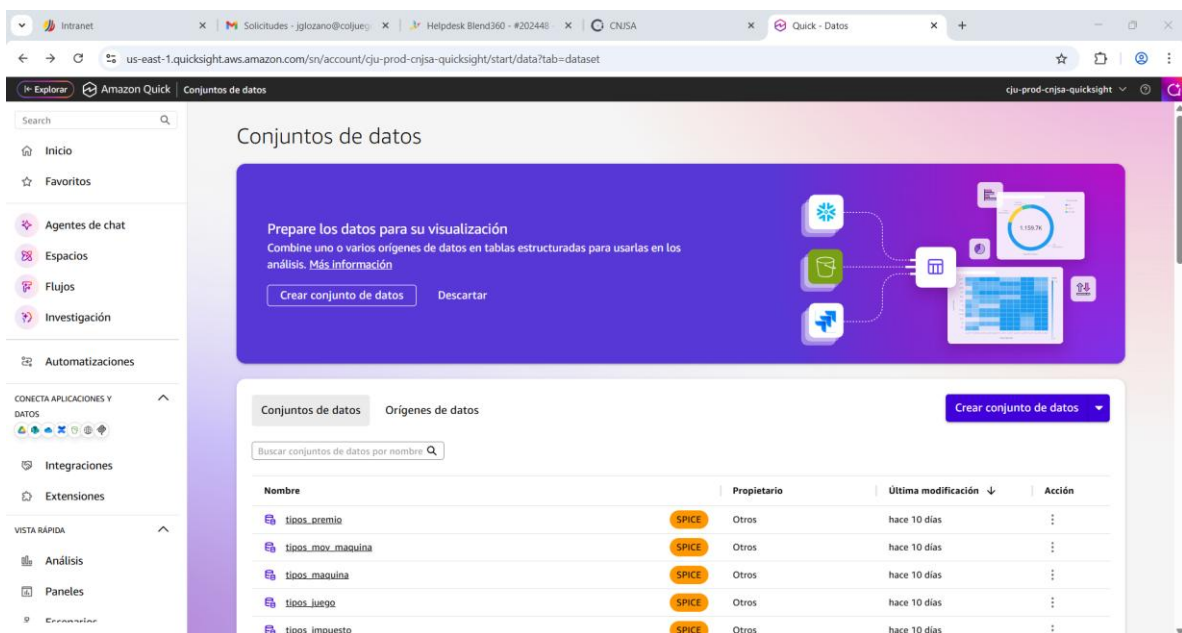 Intranet
Solicitudes - jglozano@coljueg
Helpdesk Blend360 - #202448
CNJSA
Quick - Datos
us-east-1.quicksight.aws.amazon.com/sn/account/cju-prod-cnjsa-quicksight/start/data?tab=dataset
Explorar
Amazon Quick
Conjuntos de datos
cju-prod-cnjsa-quicksight
Search
Inicio
Favoritos
Agentes de chat
Espacios
Flujos
Investigación
Automatizaciones
CONECTA APLICACIONES Y
DATOS
Integraciones
Extensiones
VISTA RÁPIDA
Análisis
Paneles
Conjuntos de datos
Prepare los datos para su visualización
Combine uno o varios orígenes de datos en tablas estructuradas para usarlas en los
análisis. Más información
Crear conjunto de datos
Descartar
1,159.7K
Conjuntos de datos
Orígenes de datos
Crear conjunto de datos
Buscar conjuntos de datos por nombre
Nombre Propietario Última modificación Acción
tipos_premio SPICE Otros hace 10 días
tipos_mov_maquina SPICE Otros hace 10 días
tipos_maquina SPICE Otros hace 10 días
tipos_juego SPICE Otros hace 10 días
tipos_impuesto SPICE Otros hace 10 días